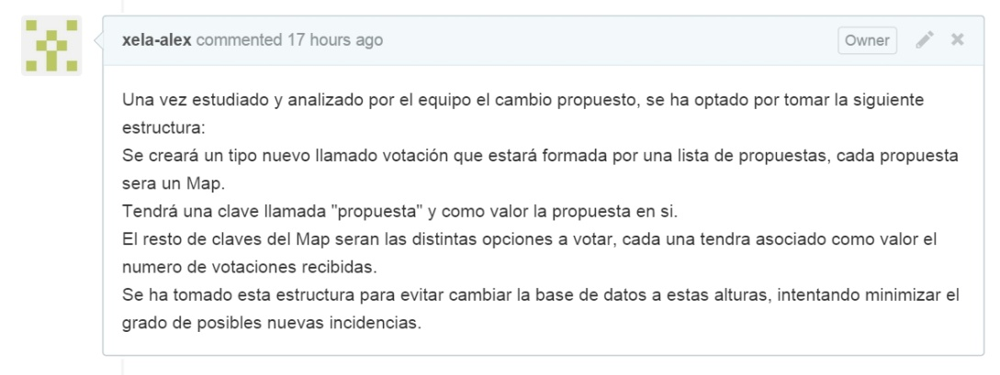 xela-alex commented 17 hours ago
Owner
Una vez estudiado y analizado por el equipo el cambio propuesto, se ha optado por tomar la siguiente
estructura:
Se creará un tipo nuevo llamado votación que estará formada por una lista de propuestas, cada propuesta
sera un Map.
Tendrá una clave llamada "propuesta" y como valor la propuesta en si.
El resto de claves del Map seran las distintas opciones a votar, cada una tendra asociado como valor el
numero de votaciones recibidas.
Se ha tomado esta estructura para evitar cambiar la base de datos a estas alturas, intentando minimizar el
grado de posibles nuevas incidencias.